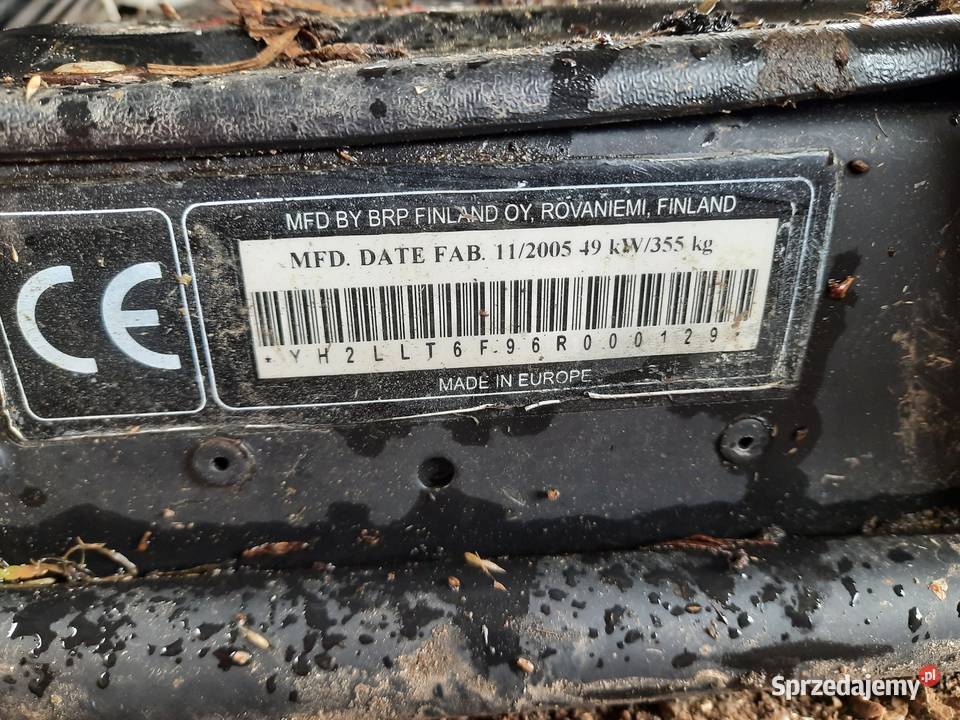 MFD BY BRP FINLAND OY, ROVANIEMI, FINLAND
MFD. DATE FAB. 11/2005 49 kW/355 kg
*YH2LLT6F96R000129*
CE
MADE IN EUROPE
Sprzedajemy.pl